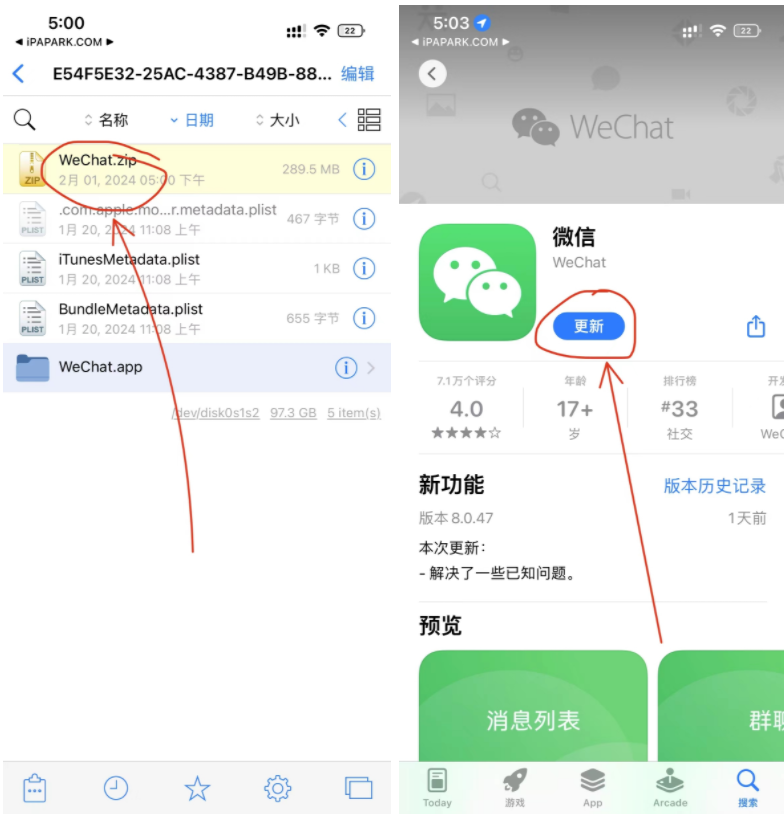 5:00
22
◀ iPAPARK.COM ▶
E54F5E32-25AC-4387-B49B-88... 编辑
名称 日期 大小
WeChat.zip
2月 01, 2024 05:00 下午
289.5 MB
ZIP
.com.apple.mo...r.metadata.plist
1月 20, 2024 11:08 上午
467 字节
PLIST
iTunesMetadata.plist
1月 20, 2024 11:08 上午
1 KB
PLIST
BundleMetadata.plist
1月 20, 2024 11:08 上午
655 字节
PLIST
WeChat.app
/dev/disk0s1s2 97.3 GB 5 item(s)
5:03
22
◀ iPAPARK.COM ▶
WeChat
微信
WeChat
更新
7.1万个评分 年龄 排行榜
4.0 17+ #33
★★★★☆ 岁 社交
新功能 版本历史记录
版本 8.0.47 1天前
本次更新：
- 解决了一些已知问题。
预览
消息列表
Today 游戏 App Arcade 搜索